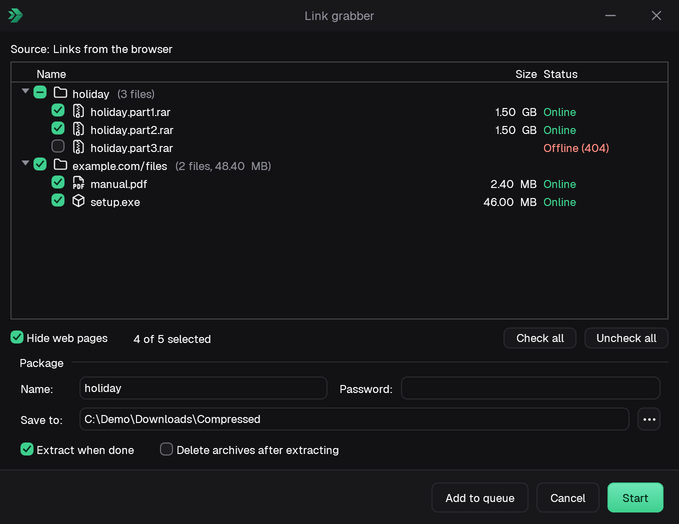 Link grabber
Source: Links from the browser
Name Size Status
holiday (3 files)
holiday.part1.rar 1.50 GB Online
holiday.part2.rar 1.50 GB Online
holiday.part3.rar Offline (404)
example.com/files (2 files, 48.40 MB)
PDF manual.pdf 2.40 MB Online
setup.exe 46.00 MB Online
Hide web pages 4 of 5 selected Check all Uncheck all
Package
Name: holiday Password:
Save to: C:\Demo\Downloads\Compressed ...
Extract when done Delete archives after extracting
Add to queue Cancel Start